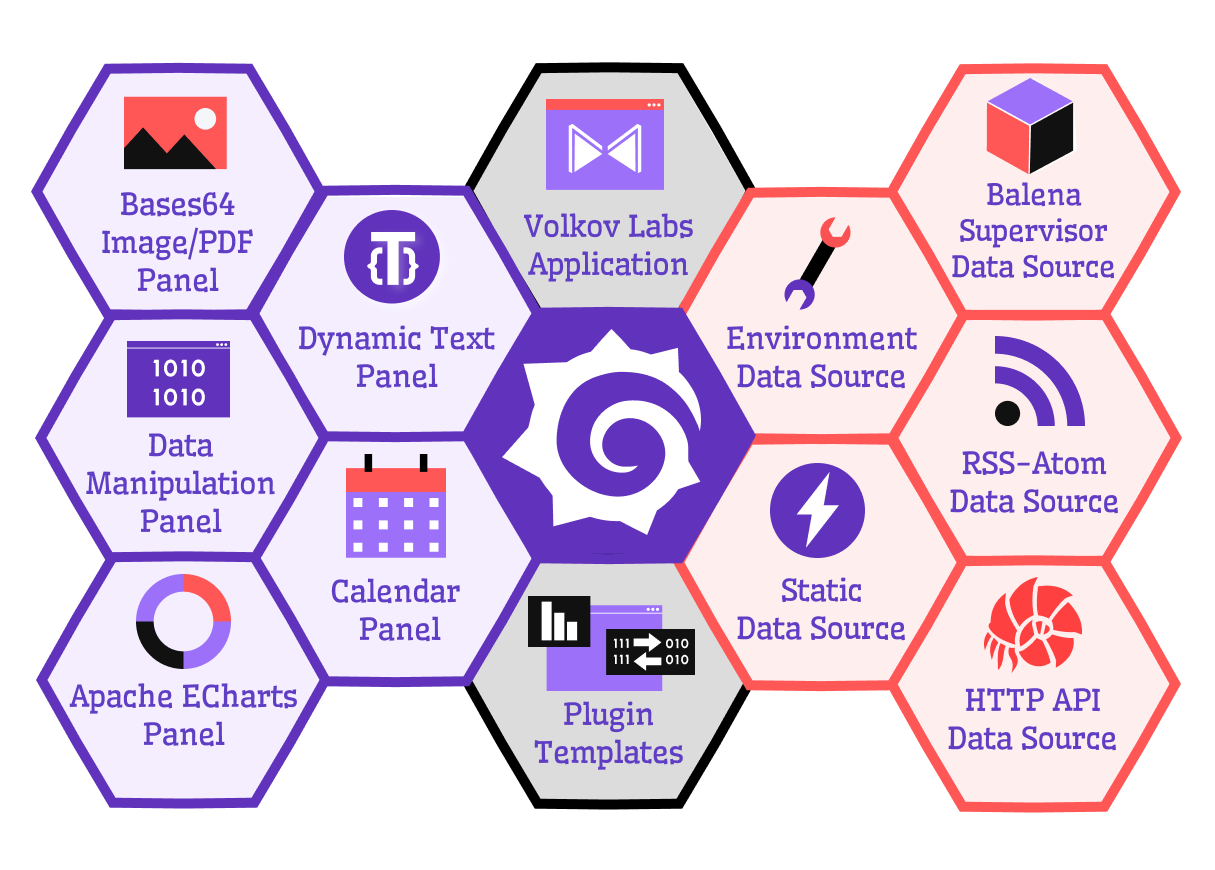 Bases64
Image/PDF
Panel
Dynamic Text
Panel
1010
1010
Data
Manipulation
Panel
Calendar
Panel
Apache ECharts
Panel
Volkov Labs
Application
111 010
111 010
Plugin
Templates
Environment
Data Source
Static
Data Source
Balena
Supervisor
Data Source
RSS-Atom
Data Source
HTTP API
Data Source